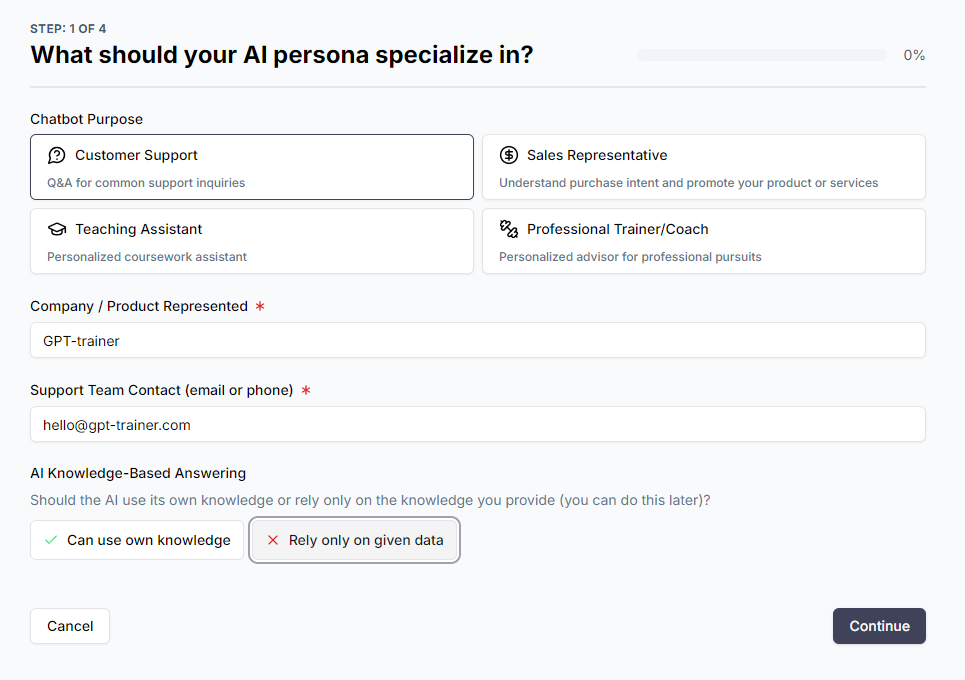 STEP: 1 OF 4
What should your AI persona specialize in?
0%
Chatbot Purpose
Customer Support
Q&A for common support inquiries
Sales Representative
Understand purchase intent and promote your product or services
Teaching Assistant
Personalized coursework assistant
Professional Trainer/Coach
Personalized advisor for professional pursuits
Company / Product Represented *
GPT-trainer
Support Team Contact (email or phone) *
hello@gpt-trainer.com
AI Knowledge-Based Answering
Should the AI use its own knowledge or rely only on the knowledge you provide (you can do this later)?
Can use own knowledge
Rely only on given data
Cancel
Continue